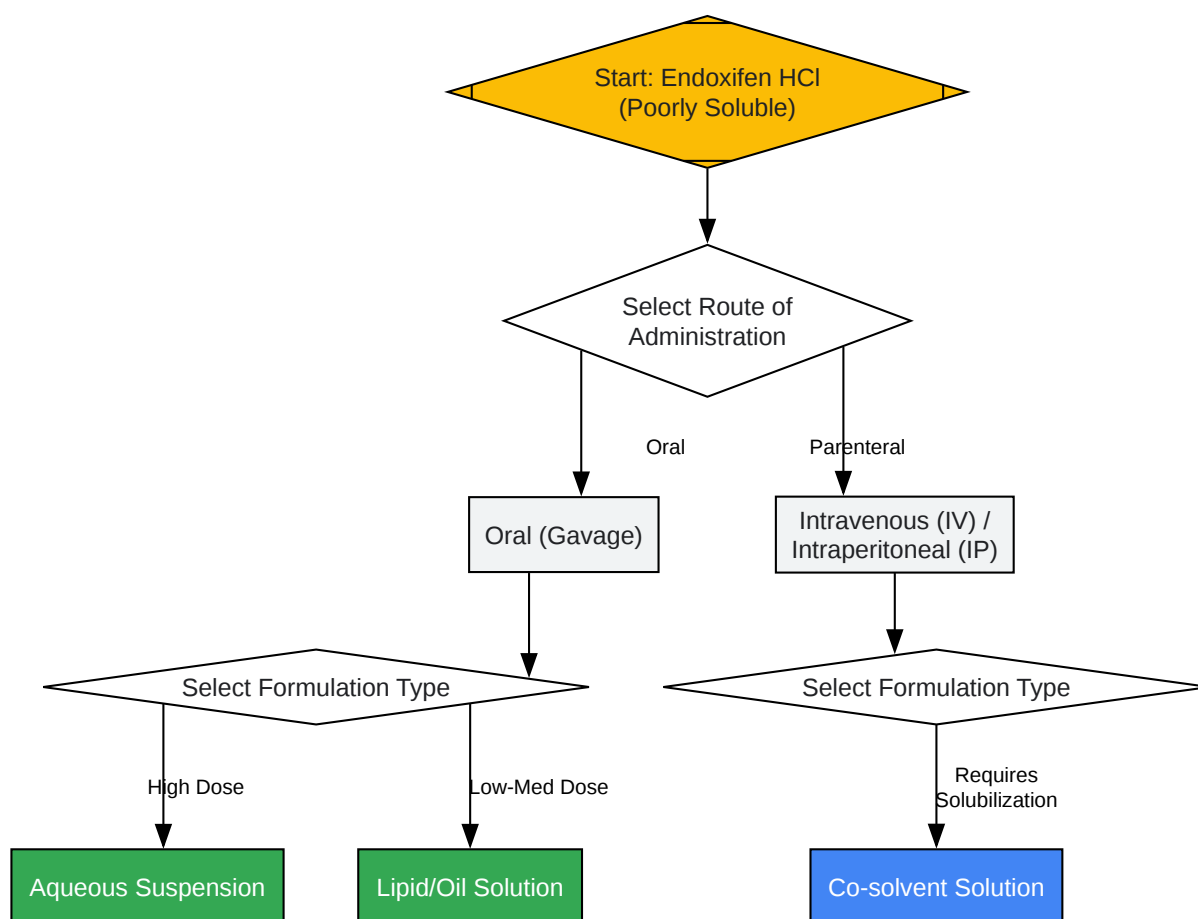 Start: Endoxifen HCl
(Poorly Soluble)
Select Route of
Administration
Oral
Parenteral
Oral (Gavage)
Intravenous (IV) /
Intraperitoneal (IP)
Select Formulation Type
Select Formulation Type
High Dose
Low-Med Dose
Requires
Solubilization
Aqueous Suspension
Lipid/Oil Solution
Co-solvent Solution